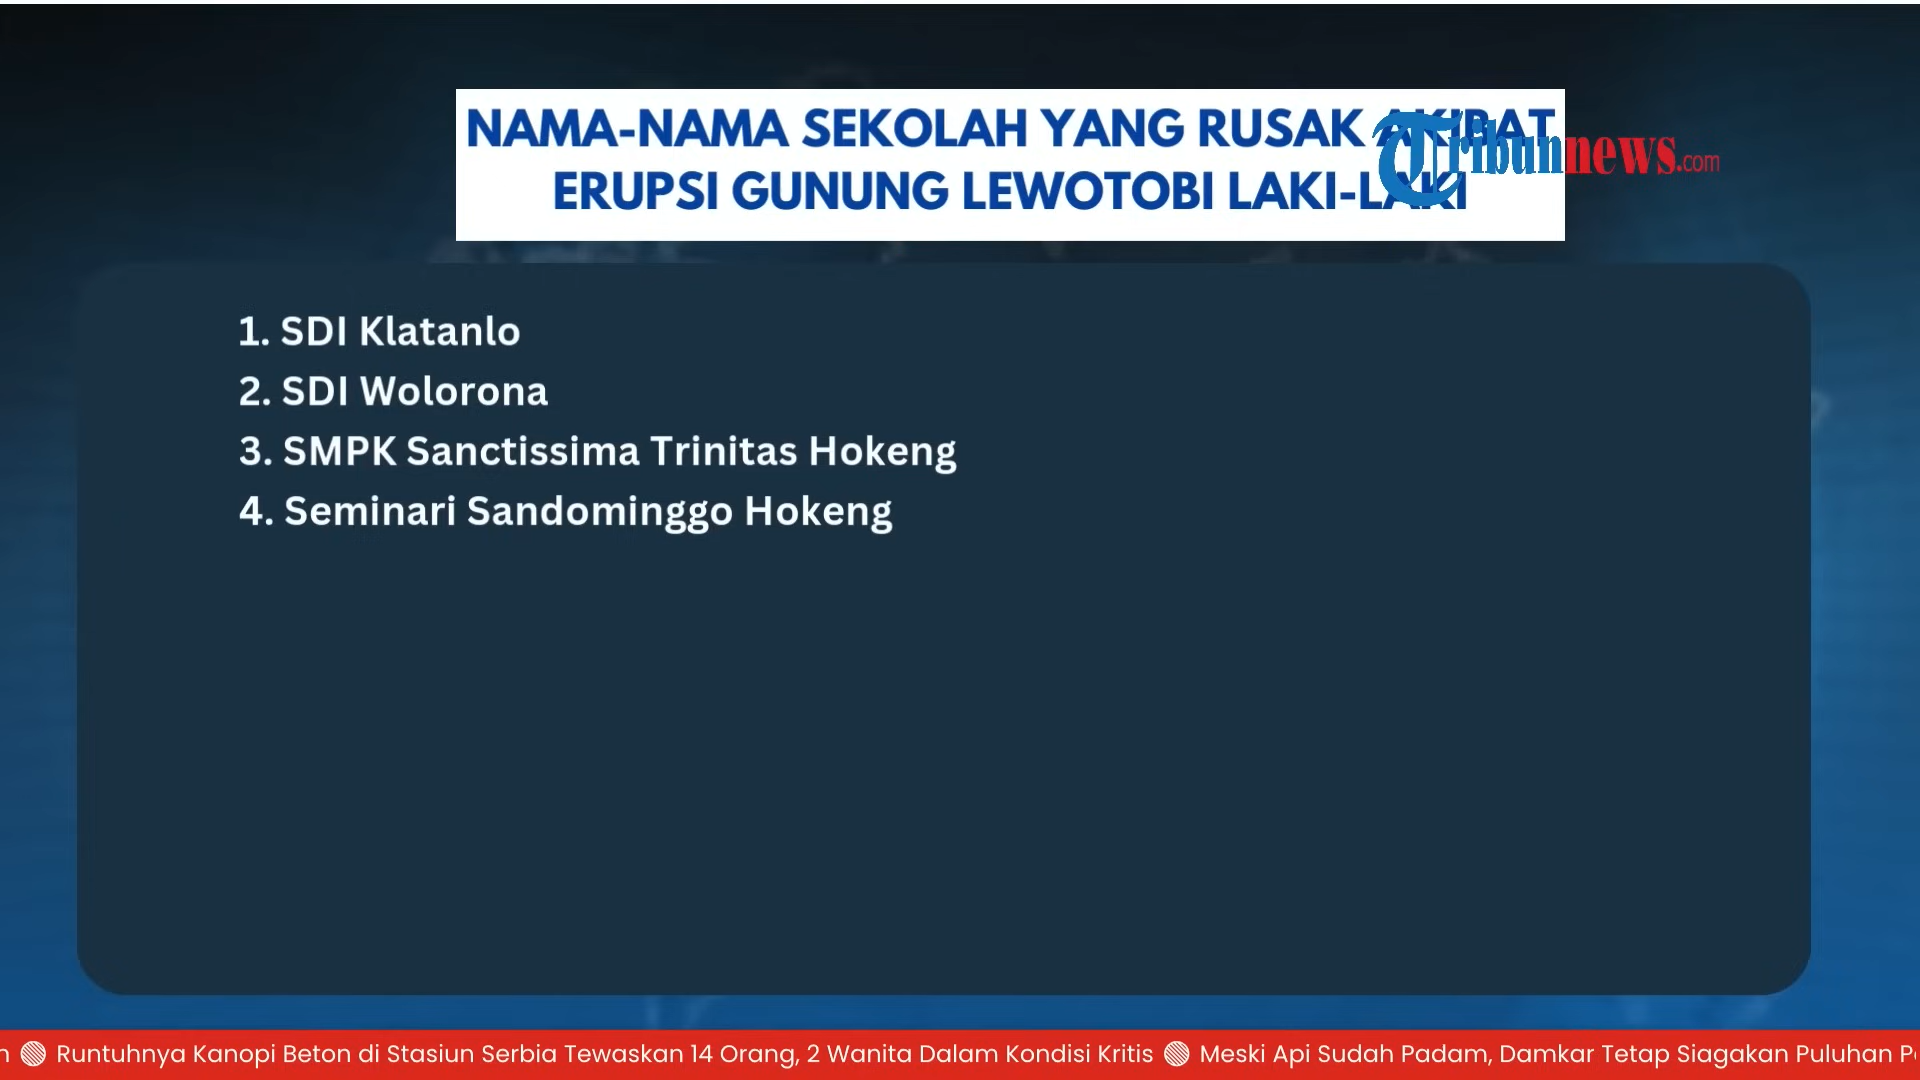 NAMA-NAMA SEKOLAH YANG RUSAK AKIBAT
ERUPSI GUNUNG LEWOTOBI LAKI-LAKI
Tribunnews.com
1. SDI Klatanlo
2. SDI Wolorona
3. SMPK Sanctissima Trinitas Hokeng
4. Seminari Sandominggo Hokeng
Runtuhnya Kanopi Beton di Stasiun Serbia Tewaskan 14 Orang, 2 Wanita Dalam Kondisi Kritis Meski Api Sudah Padam, Damkar Tetap Siagakan Puluhan